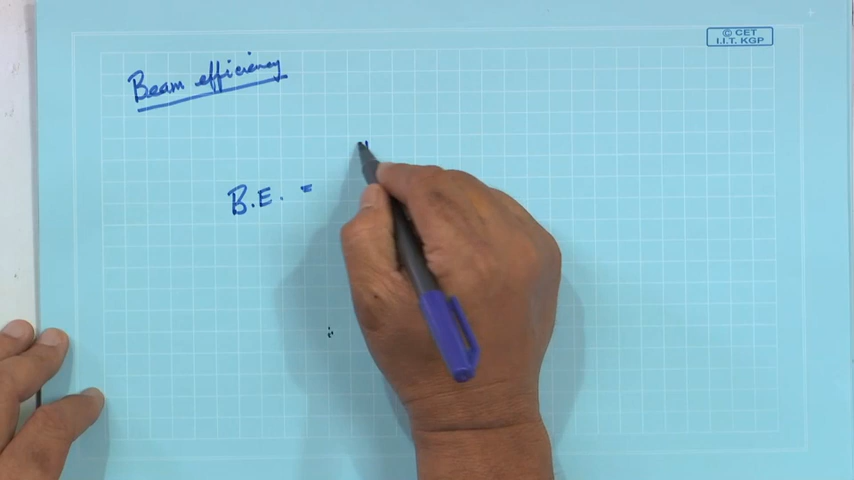 © CET
I.I.T. KGP
Beam efficiency
B.E. =